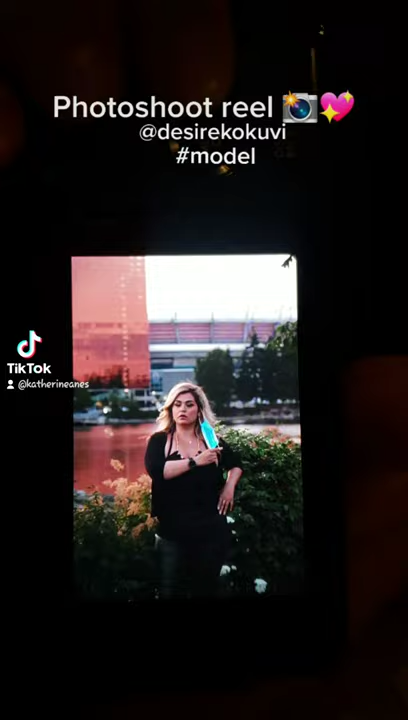 Photoshoot reel 📸💖
@desirekokuvi
#model
TikTok
@katherineanes